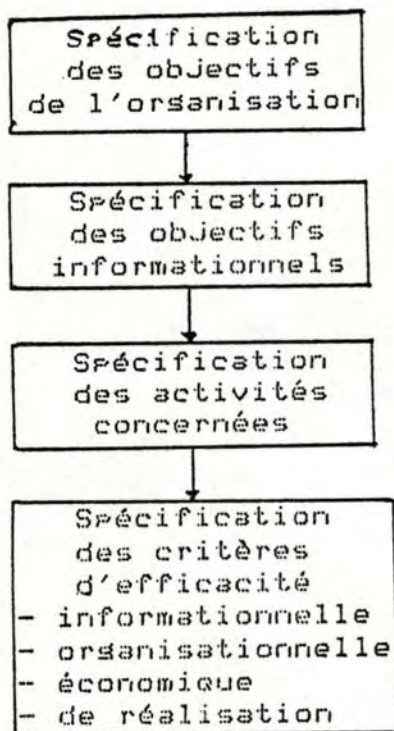 Spécification
des objectifs
de l'organisation
Spécification
des objectifs
informationnels
Spécification
des activités
concernées
Spécification
des critères
d'efficacité
- informationnelle
- organisationnelle
- économique
- de réalisation